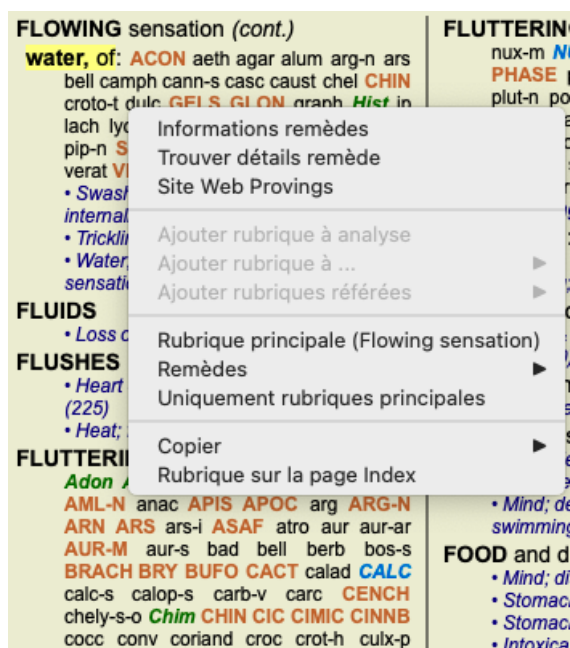 FLOWING sensation (cont.)
water, of: ACON aeth agar alum arg-n ars
bell camph cann-s casc caust chel CHIN
croto-t dulc GELS GLON graph Hist ip
lach
pip-n
verat
• Swash
internal
• Tricklin
• Water,
sensati
FLUIDS
• Loss o
FLUSHES
• Heart
(225)
• Heat;
FLUTTERI
Adon
AML-N anac APIS APOC arg ARG-N
ARN ARS ars-i ASAF atro aur aur-ar
AUR-M aur-s bad bell berb bos-s
BRACH BRY BUFO CACT calad CALC
calc-s calop-s carb-v carc CENCH
chely-s-o Chim CHIN CIC CIMIC CINNB
cocc conv coriand croc crot-h culx-p
Informations remèdes
Trouver détails remède
Site Web Provings
Ajouter rubrique à analyse
Ajouter rubrique à ...
Ajouter rubriques référées
Rubrique principale (Flowing sensation)
Remèdes
Uniquement rubriques principales
Copier
Rubrique sur la page Index
FLUTTERING
nux-m
PHASE
plut-n
• Mind; de
swimming
FOOD and d
• Mind; di
• Stomac
• Stomac
• Intoxica